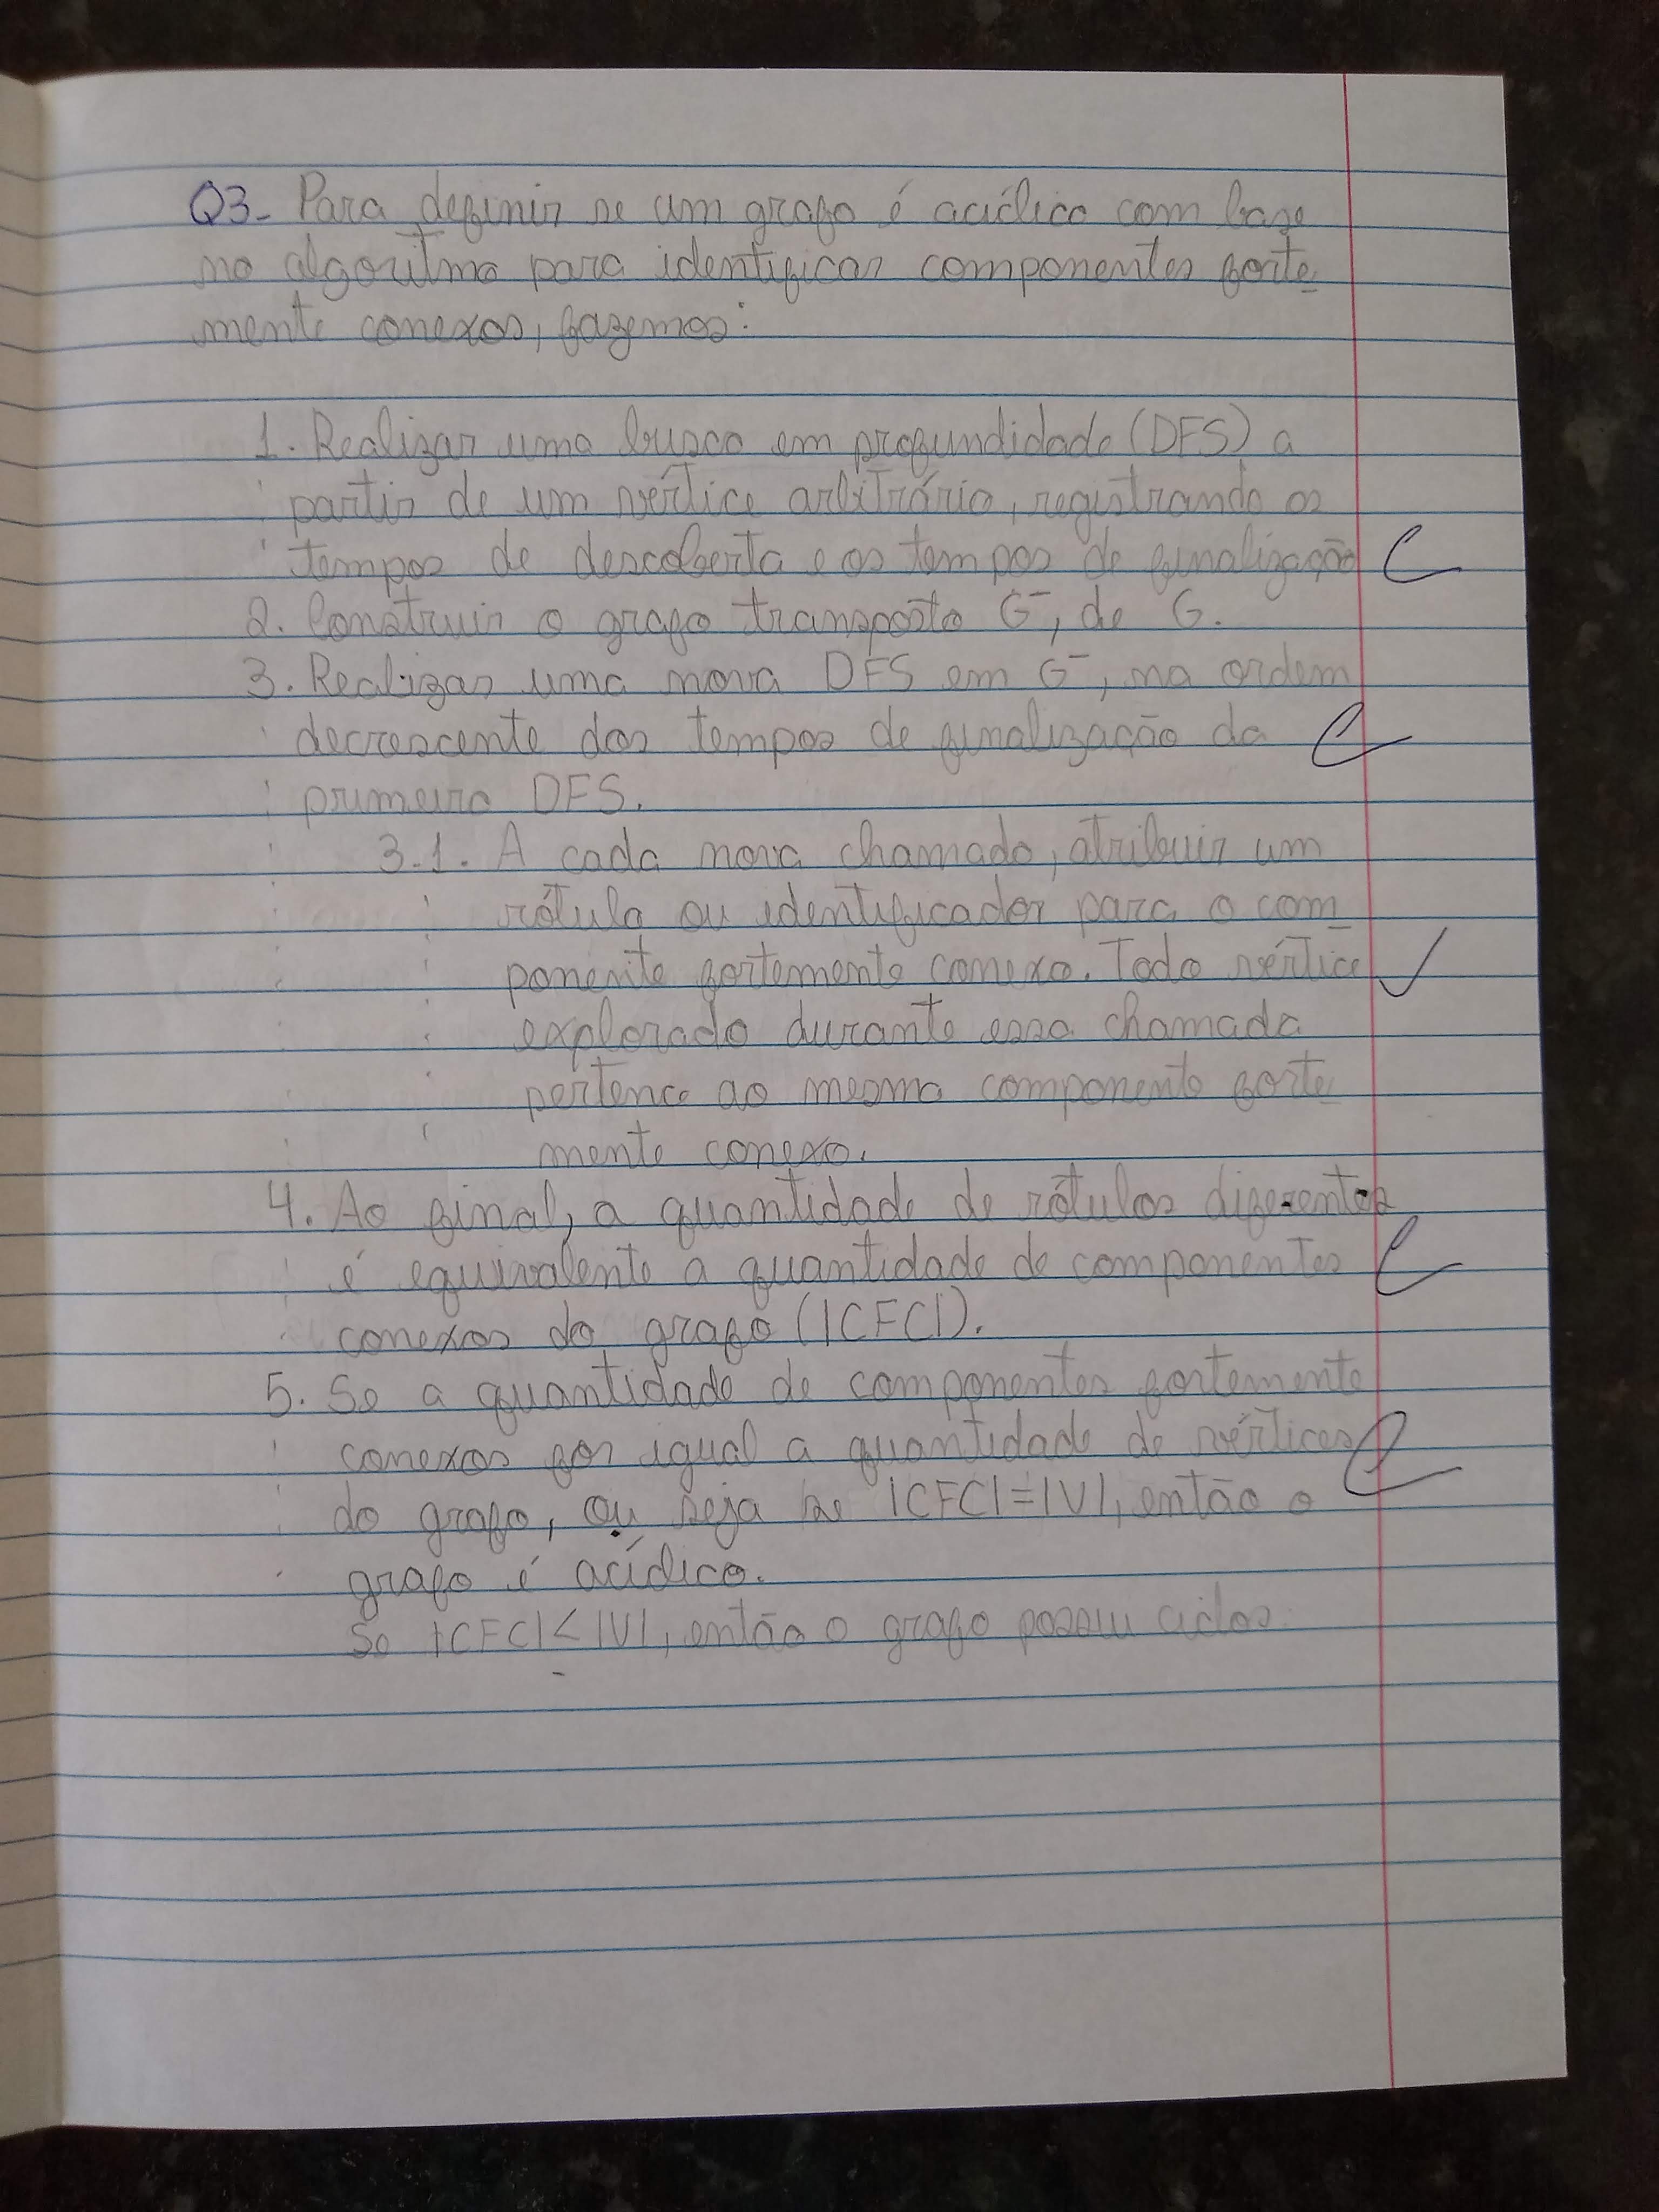 Q3- Para definir se um grafo é acíclico com base
no algoritmo para identificar componentes forte
mente conexos, fazemos:
1. Realizar uma busca em profundidade (DFS) a
partir de um vértice arbitrário, registrando os
tempos de descoberta e os tempos de finalização
2. Construir o grafo transposto G⁻, de G.
3. Realizar uma nova DFS em G⁻, na ordem
decrescente dos tempos de finalização da
primeira DFS.
3.1. A cada nova chamada, atribuir um
rótulo ou identificador para o com
ponente fortemente conexo. Todo vértice
explorado durante essa chamada
pertence ao mesmo componente forte
mente conexo.
4. Ao final, a quantidade de rótulos diferentes
é equivalente a quantidade de componentes
conexos do grafo (|CFC|).
5. Se a quantidade de componentes fortemente
conexos for igual a quantidade de vértices
do grafo, ou seja se |CFC|=|V|, então o
grafo é acíclico.
Se |CFC|<|V|, então o grafo possui ciclos.